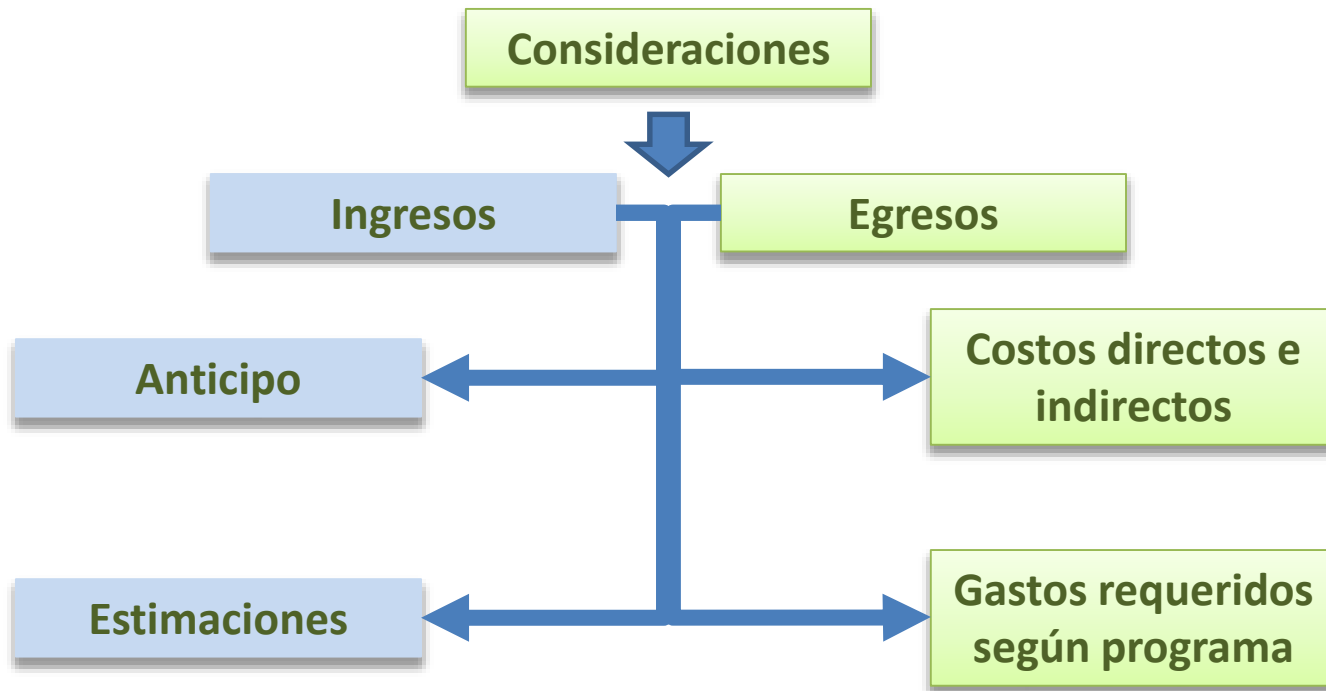 Consideraciones
Ingresos
Egresos
Anticipo
Costos directos e
indirectos
Estimaciones
Gastos requeridos
según programa